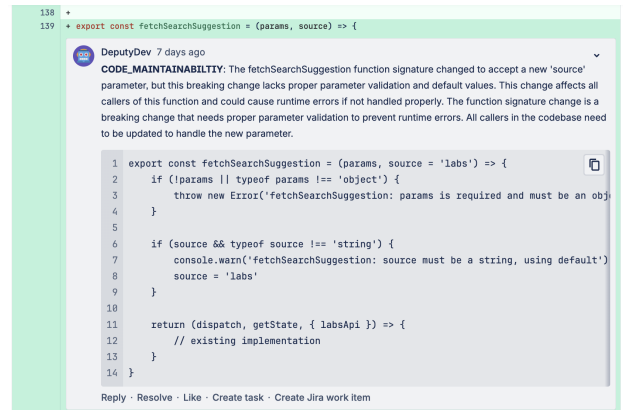 138 +
139 + export const fetchSearchSuggestion = (params, source) => {
DeputyDev 7 days ago
CODE_MAINTAINABILTIY: The fetchSearchSuggestion function signature changed to accept a new 'source'
parameter, but this breaking change lacks proper parameter validation and default values. This change affects all
callers of this function and could cause runtime errors if not handled properly. The function signature change is a
breaking change that needs proper parameter validation to prevent runtime errors. All callers in the codebase need
to be updated to handle the new parameter.
1 export const fetchSearchSuggestion = (params, source = 'labs') => {
2 if (!params || typeof params !== 'object') {
3 throw new Error('fetchSearchSuggestion: params is required and must be an obj
4 }
5
6 if (source && typeof source !== 'string') {
7 console.warn('fetchSearchSuggestion: source must be a string, using default')
8 source = 'labs'
9 }
10
11 return (dispatch, getState, { labsApi }) => {
12 // existing implementation
13 }
14 }
Reply · Resolve · Like · Create task · Create Jira work item